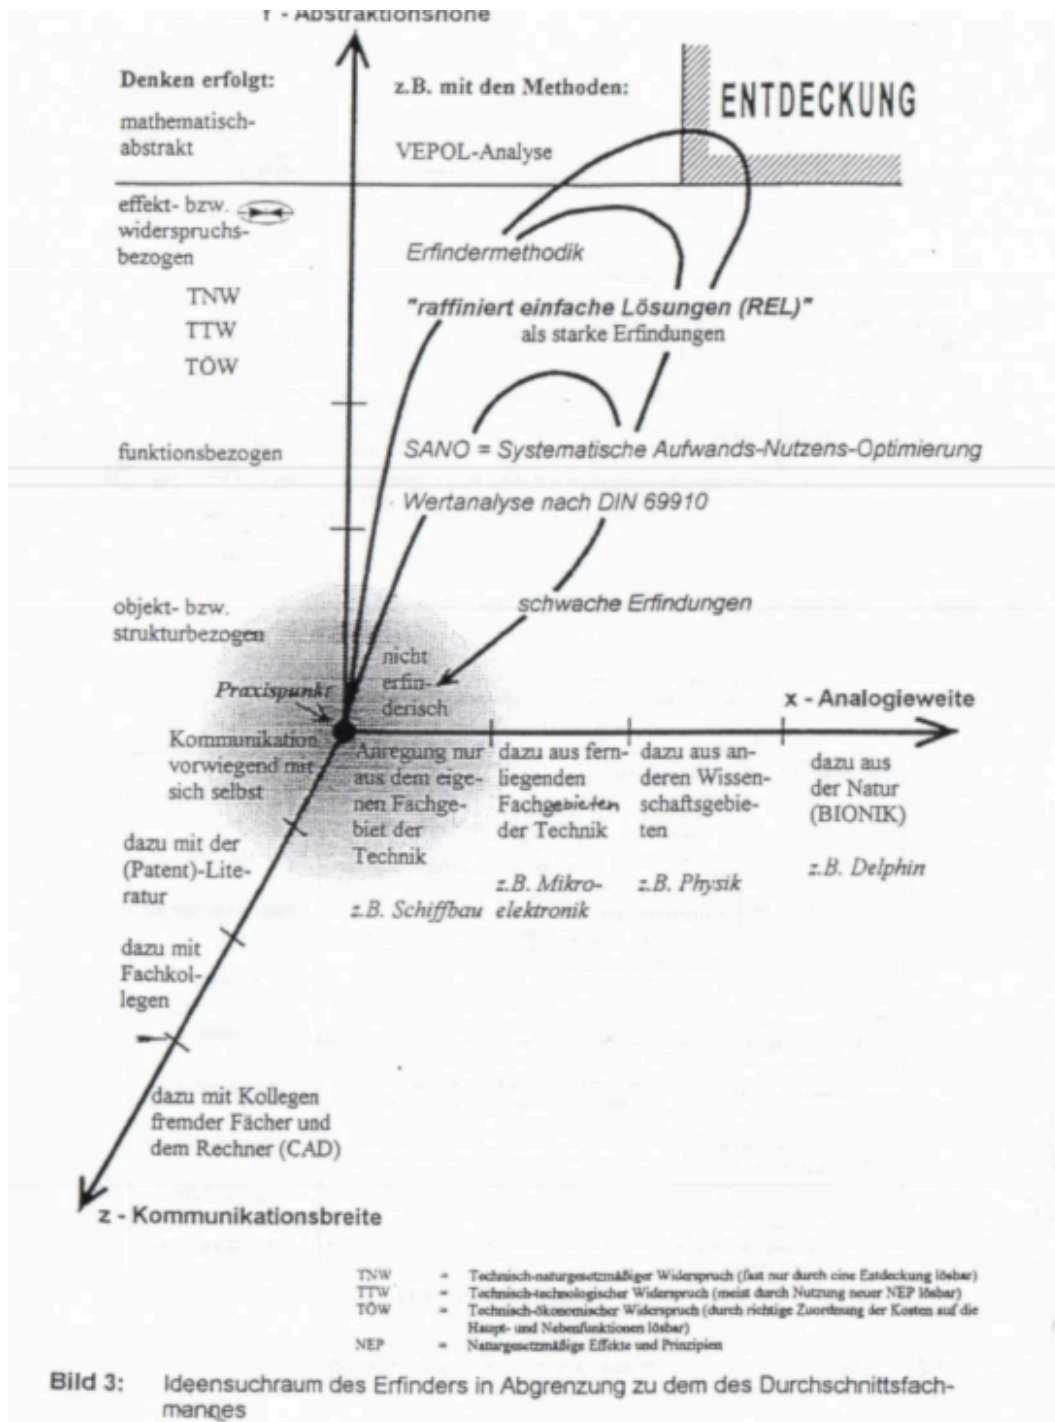 Y - Abstraktionshöhe
Denken erfolgt:
z.B. mit den Methoden:
ENTDECKUNG
mathematisch-
abstrakt
VEPOL-Analyse
effekt- bzw.
widerspruchs-
bezogen
Erfindermethodik
TNW
TTW
TÖW
"raffiniert einfache Lösungen (REL)"
als starke Erfindungen
funktionsbezogen
SANO = Systematische Aufwands-Nutzens-Optimierung
Wertanalyse nach DIN 69910
objekt- bzw.
strukturbezogen
schwache Erfindungen
nicht
erfin-
derisch
Praxispunkt
x - Analogieweite
Kommunikation
vorwiegend mit
sich selbst
Anregung nur
aus dem eige-
nen Fachge-
biet der
Technik
z.B. Schiffbau
dazu aus fern-
liegenden
Fachgebieten
der Technik
z.B. Mikro-
elektronik
dazu aus an-
deren Wissen-
schaftsgebie-
ten
z.B. Physik
dazu aus
der Natur
(BIONIK)
z.B. Delphin
dazu mit der
(Patent)-Lite-
ratur
dazu mit
Fachkol-
legen
dazu mit Kollegen
fremder Fächer und
dem Rechner (CAD)
z - Kommunikationsbreite
TNW = Technisch-naturgesetzmäßiger Widerspruch (fast nur durch eine Entdeckung lösbar)
TTW = Technisch-technologischer Widerspruch (meist durch Nutzung neuer NEP lösbar)
TÖW = Technisch-ökonomischer Widerspruch (durch richtige Zuordnung der Kosten auf die
Haupt- und Nebenfunktionen lösbar)
NEP = Naturgesetzmäßige Effekte und Prinzipien
Bild 3: Ideensuchraum des Erfinders in Abgrenzung zu dem des Durchschnittsfach-
mannes